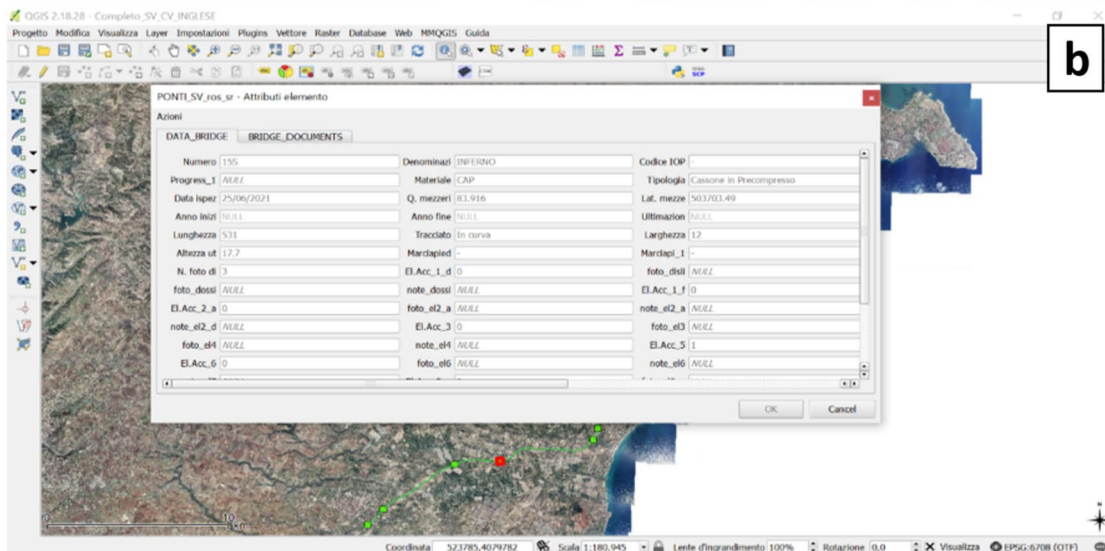 QGIS 2.18.28 - Completo_SV_CV_INGLESE
Progetto Modifica Visualizza Layer Impostazioni Plugins Vettore Raster Database Web MMQGIS Guida
b
PONTI_SV_ros_sr - Attributi elemento
Azioni
DATA_BRIDGE BRIDGE_DOCUMENTS
Numero 15S Denominazi INFERNO Codice IOP -
Progress_1 NULL Materiale CAP Tipologia Cassone in Precompresso
Data ispez 25/06/2021 Q. mezzeri 83.916 Lat. mezze 503703.49
Anno inizi NULL Anno fine NULL Ultimazion NULL
Lunghezza 531 Tracciato In curva Larghezza 12
Altezza ut 17.7 Marciapied - Marciapi_1 -
N. foto di 3 El.Acc_1_d 0 foto_disli NULL
foto_dossi NULL note_dossi NULL El.Acc_1_f 0
El.Acc_2_a 0 foto_el2_a NULL note_el2_a NULL
note_el2_d NULL El.Acc_3 0 foto_el3 NULL
foto_el4 NULL note_el4 NULL El.Acc_5 1
El.Acc_6 0 foto_el6 NULL note_el6 NULL
OK Cancel
0 10 km
Coordinata 523785,4079782 Scala 1:180.945 Lente d'ingrandimento 100% Rotazione 0,0 Visualizza EPSG:6708 (OTF)